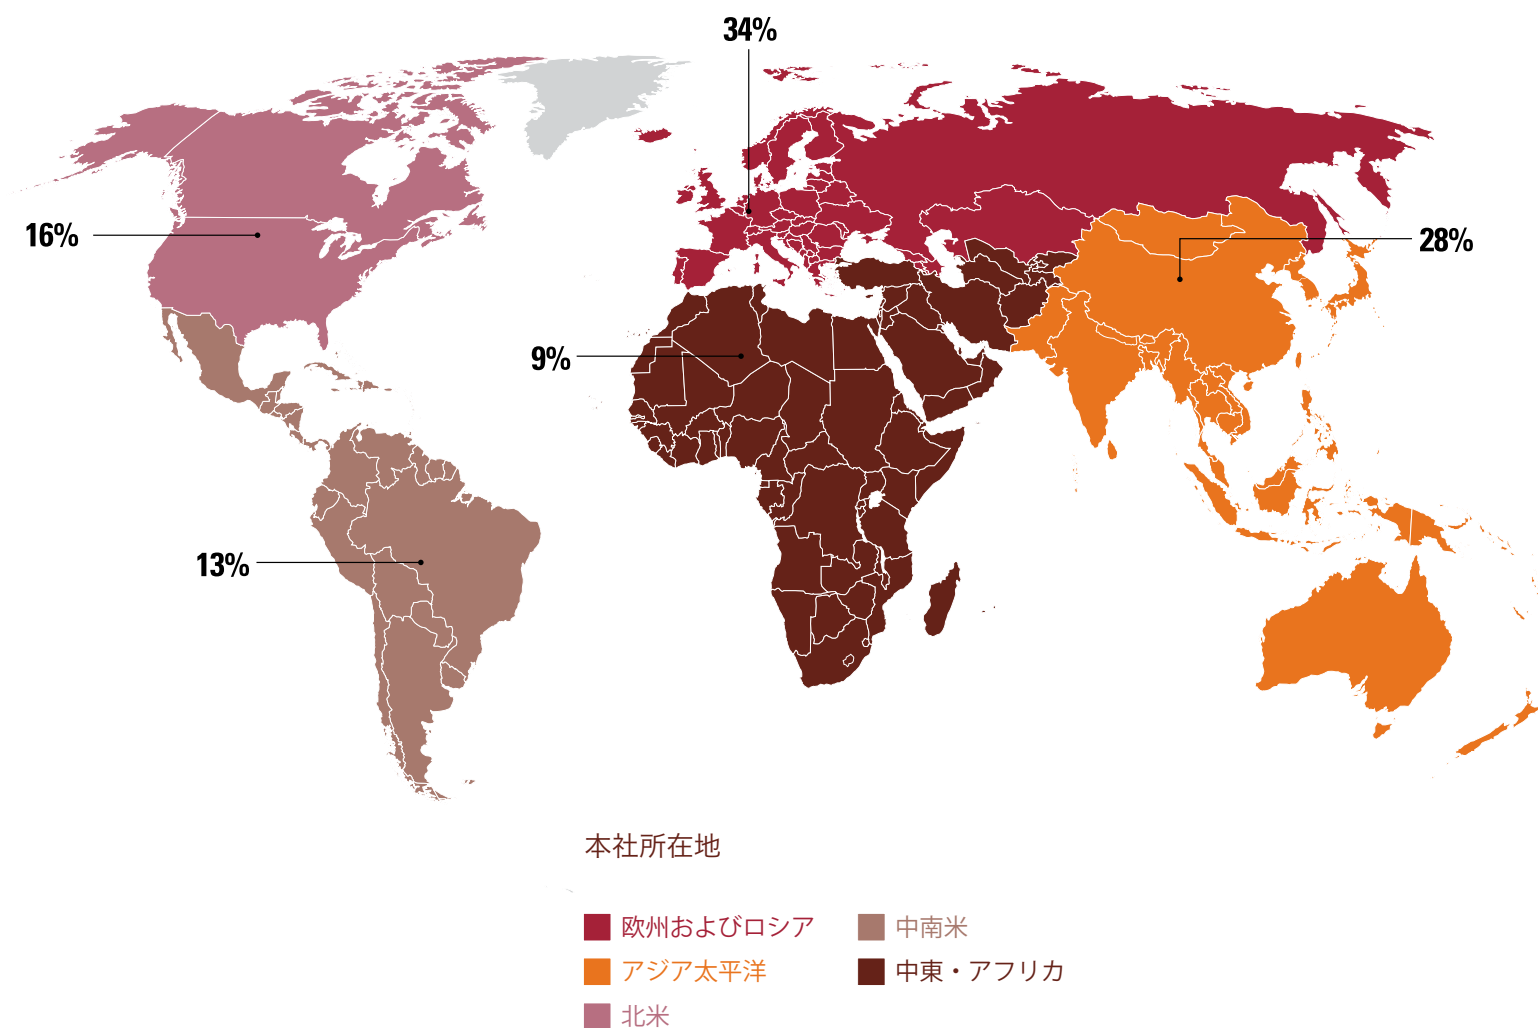 34%
16%
28%
9%
13%
本社所在地
欧州およびロシア
中南米
アジア太平洋
中東・アフリカ
北米